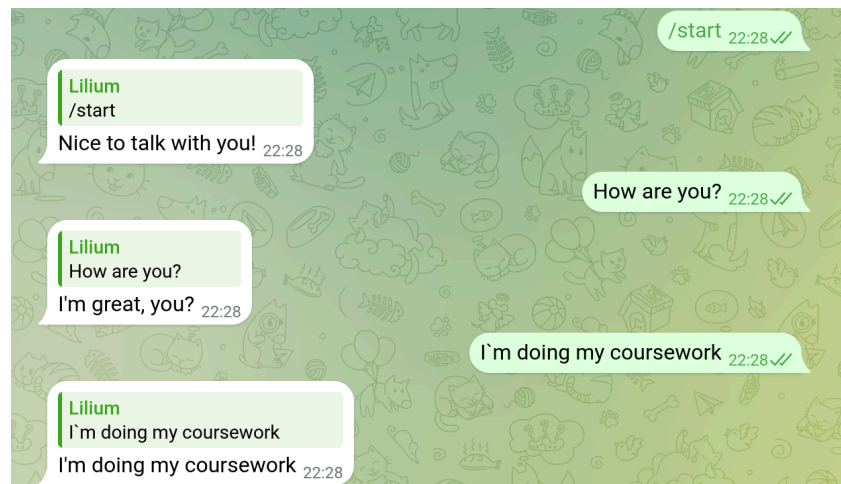 /start 22:28
Lilium
/start
Nice to talk with you! 22:28
How are you? 22:28
Lilium
How are you?
I'm great, you? 22:28
I`m doing my coursework 22:28
Lilium
I`m doing my coursework
I'm doing my coursework 22:28